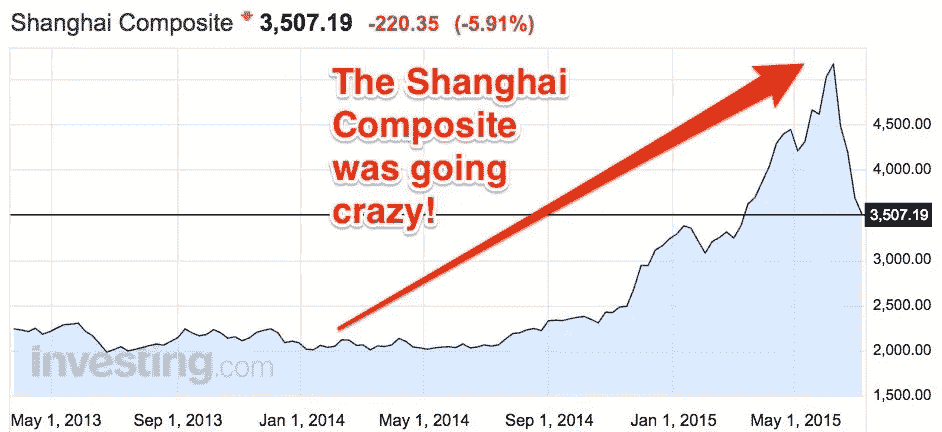 Shanghai Composite 3,507.19 -220.35 (-5.91%)
The Shanghai
Composite
was going
crazy!
4,500.00
4,000.00
3,507.19
3,000.00
2,500.00
2,000.00
1,500.00
investing.com
May 1, 2013 Sep 1, 2013 Jan 1, 2014 May 1, 2014 Sep 1, 2014 Jan 1, 2015 May 1, 2015